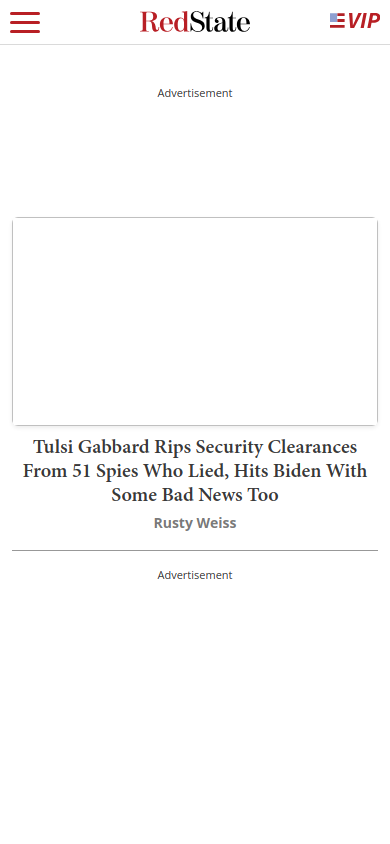 RedState
VIP
Advertisement
Tulsi Gabbard Rips Security Clearances
From 51 Spies Who Lied, Hits Biden With
Some Bad News Too
Rusty Weiss
Advertisement